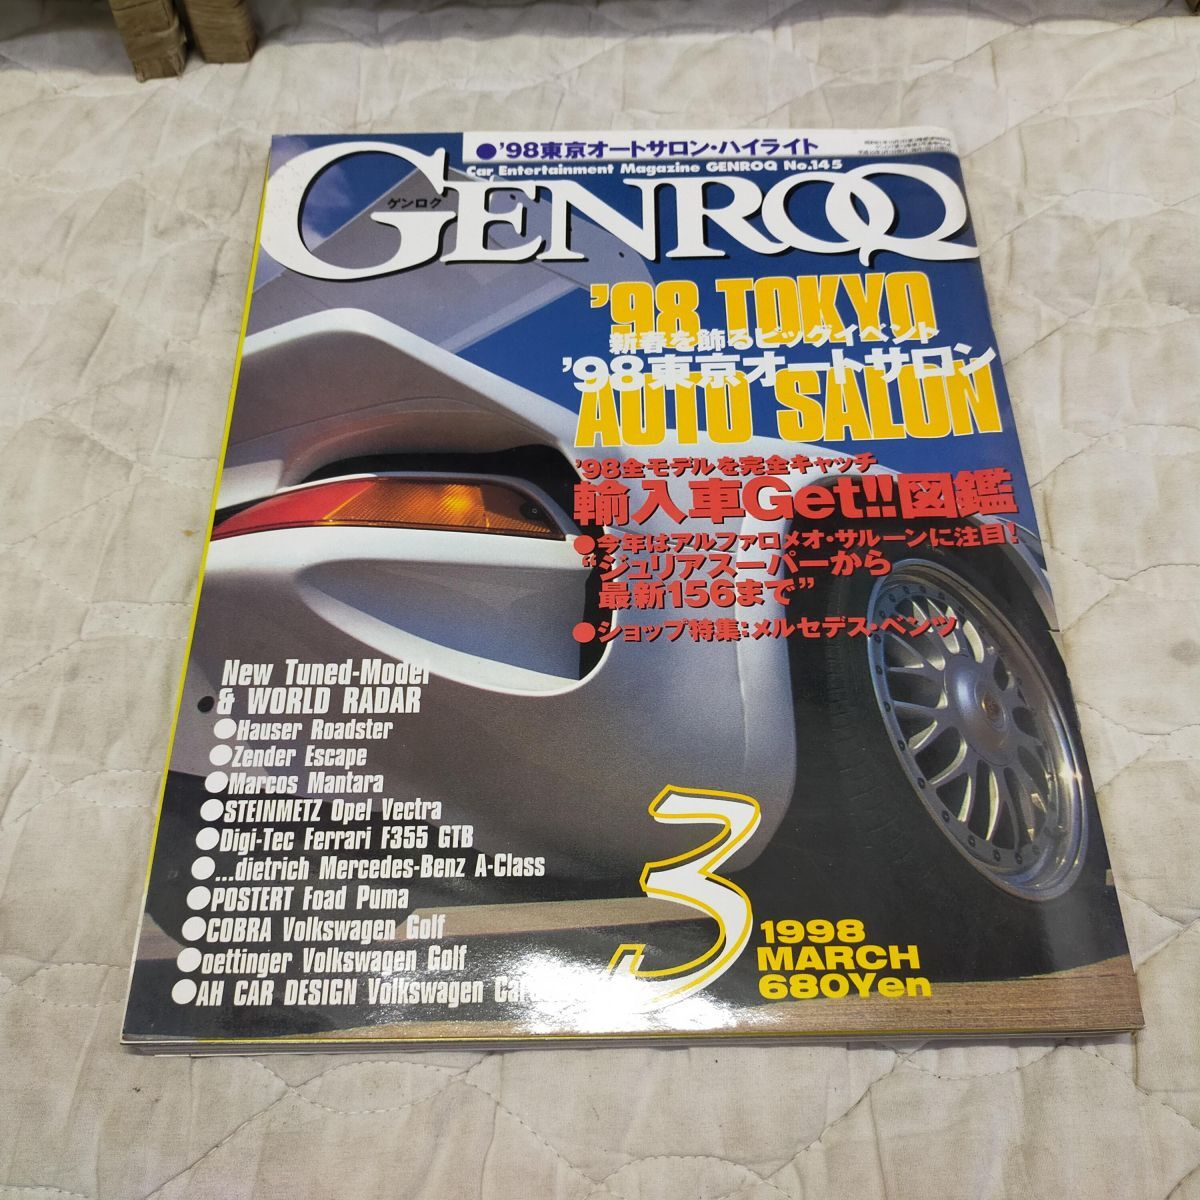 ●'98東京オートサロン・ハイライト
Car Entertainment Magazine GENROQ No.145
GENROQ
ゲンロク
'98 TOKYO
新春を飾るビッグイベント
'98東京オートサロン
AUTO SALON
'98全モデルを完全キャッチ
輸入車Get!!図鑑
●今年はアルファロメオ・サルーンに注目!
“ジュリアスーパーから
最新156まで”
●ショップ特集:メルセデス・ベンツ
New Tuned-Model
& WORLD RADAR
●Hauser Roadster
●Zender Escape
●Marcos Mantara
●STEINMETZ Opel Vectra
●Digi-Tec Ferrari F355 GTB
●...dietrich Mercedes-Benz A-Class
●POSTERT Foad Puma
●COBRA Volkswagen Golf
●oettinger Volkswagen Golf
●AH CAR DESIGN Volkswagen
3
1998
MARCH
680Yen